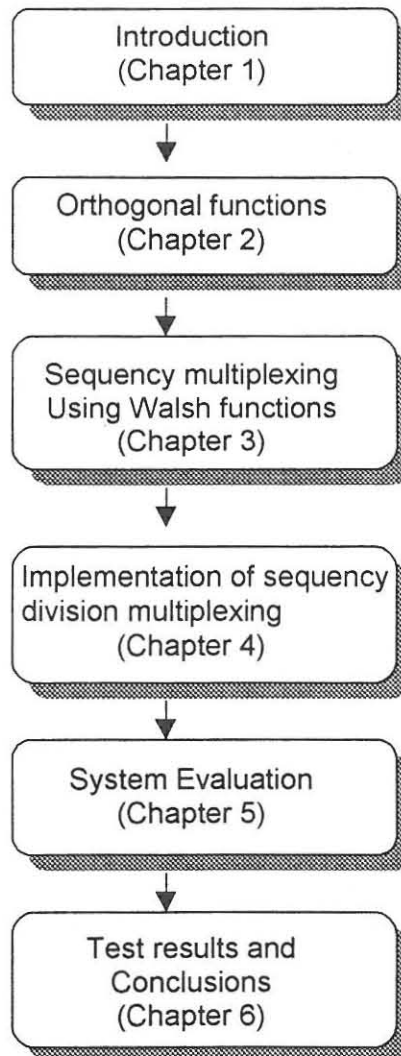 Introduction
(Chapter 1)
Orthogonal functions
(Chapter 2)
Sequency multiplexing
Using Walsh functions
(Chapter 3)
Implementation of sequency
division multiplexing
(Chapter 4)
System Evaluation
(Chapter 5)
Test results and
Conclusions
(Chapter 6)